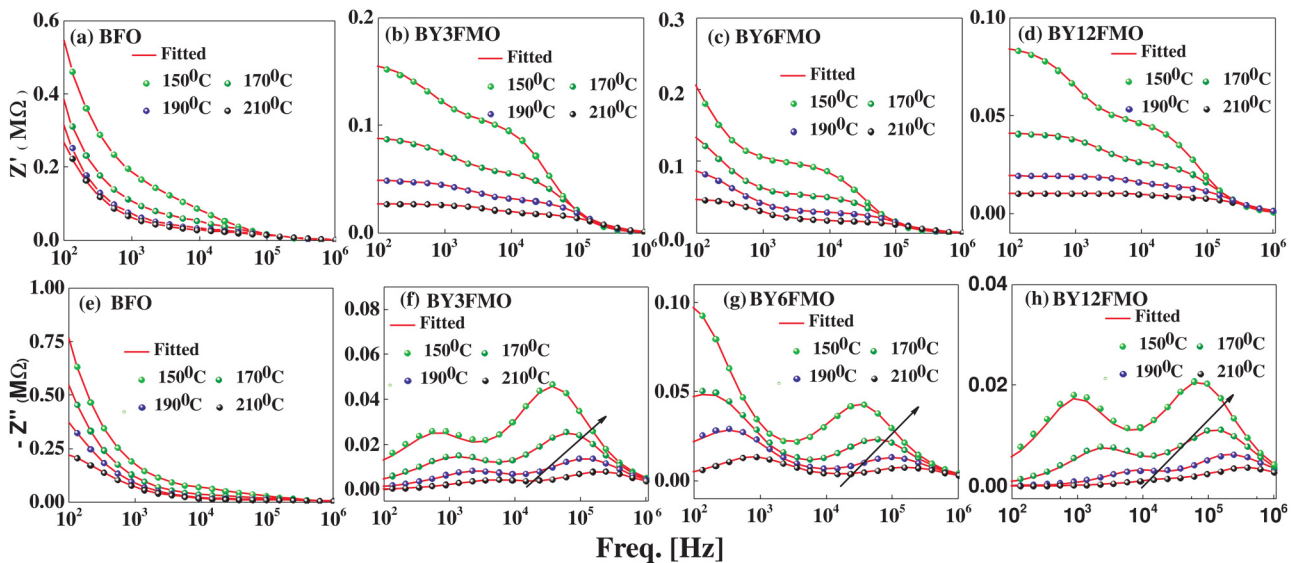 (a) BFO
Fitted
150⁰C 170⁰C
190⁰C 210⁰C
0.6
0.4
0.2
0.0
10² 10³ 10⁴ 10⁵ 10⁶
Z' ( MΩ)
(b) BY3FMO
Fitted
150⁰C 170⁰C
190⁰C 210⁰C
0.2
0.1
0.0
10² 10³ 10⁴ 10⁵ 10⁶
(c) BY6FMO
Fitted
150⁰C 170⁰C
190⁰C 210⁰C
0.3
0.2
0.1
0.0
10² 10³ 10⁴ 10⁵ 10⁶
(d) BY12FMO
Fitted
150⁰C 170⁰C
190⁰C 210⁰C
0.10
0.05
0.00
10² 10³ 10⁴ 10⁵ 10⁶
(e) BFO
Fitted
150⁰C 170⁰C
190⁰C 210⁰C
1.00
0.75
0.50
0.25
0.00
10² 10³ 10⁴ 10⁵ 10⁶
- Z" (MΩ)
(f) BY3FMO
Fitted
150⁰C 170⁰C
190⁰C 210⁰C
0.08
0.06
0.04
0.02
0.00
10² 10³ 10⁴ 10⁵ 10⁶
(g) BY6FMO
Fitted
150⁰C 170⁰C
190⁰C 210⁰C
0.10
0.05
0.00
10² 10³ 10⁴ 10⁵ 10⁶
(h) BY12FMO
Fitted
150⁰C 170⁰C
190⁰C 210⁰C
0.04
0.02
0.00
10² 10³ 10⁴ 10⁵ 10⁶
Freq. [Hz]